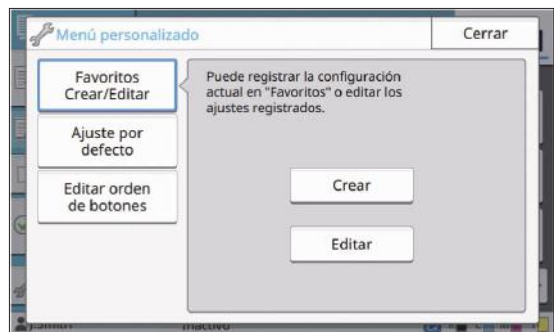 Menú personalizado
Cerrar
Favoritos
Crear/Editar
Puede registrar la configuración
actual en "Favoritos" o editar los
ajustes registrados.
Ajuste por
defecto
Editar orden
de botones
Crear
Editar